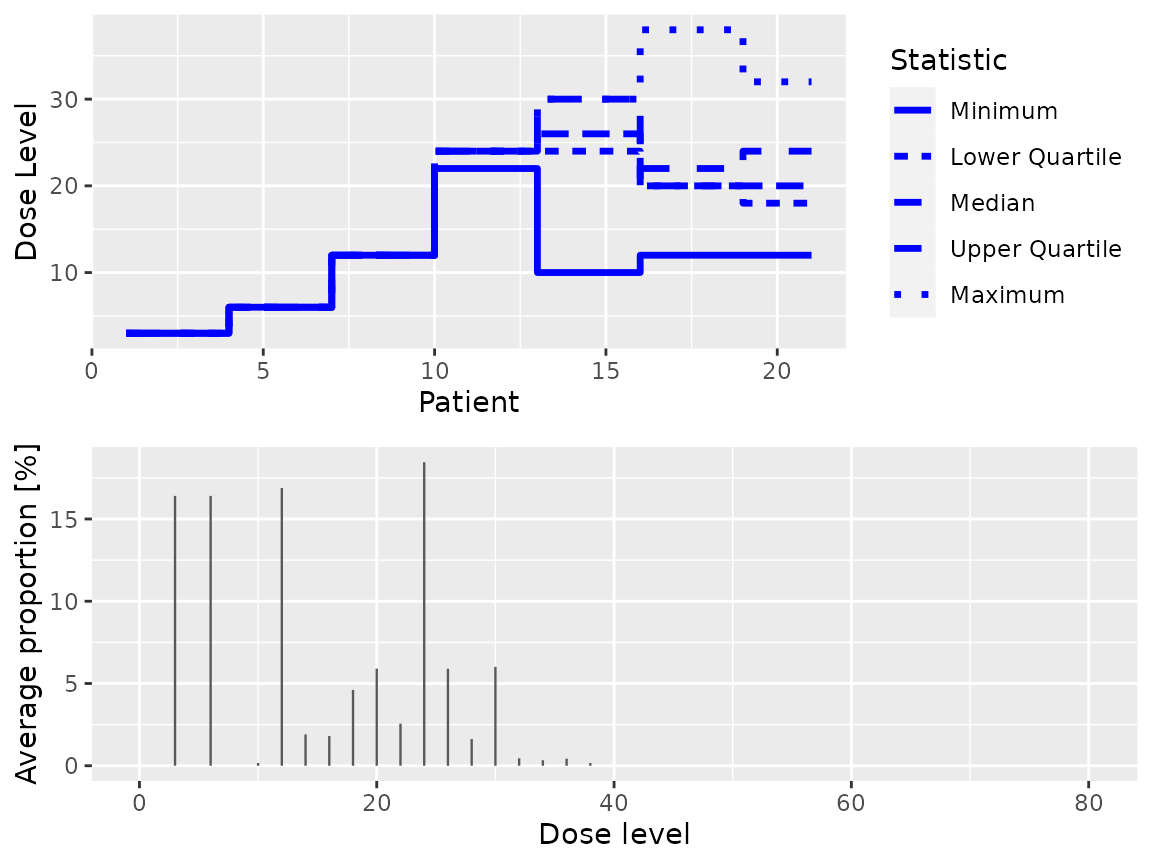 Dose Level
30
20
10
0 5 10 15 20
Patient
Statistic
Minimum
Lower Quartile
Median
Upper Quartile
Maximum
Average proportion [%]
15
10
5
0
0 20 40 60 80
Dose level